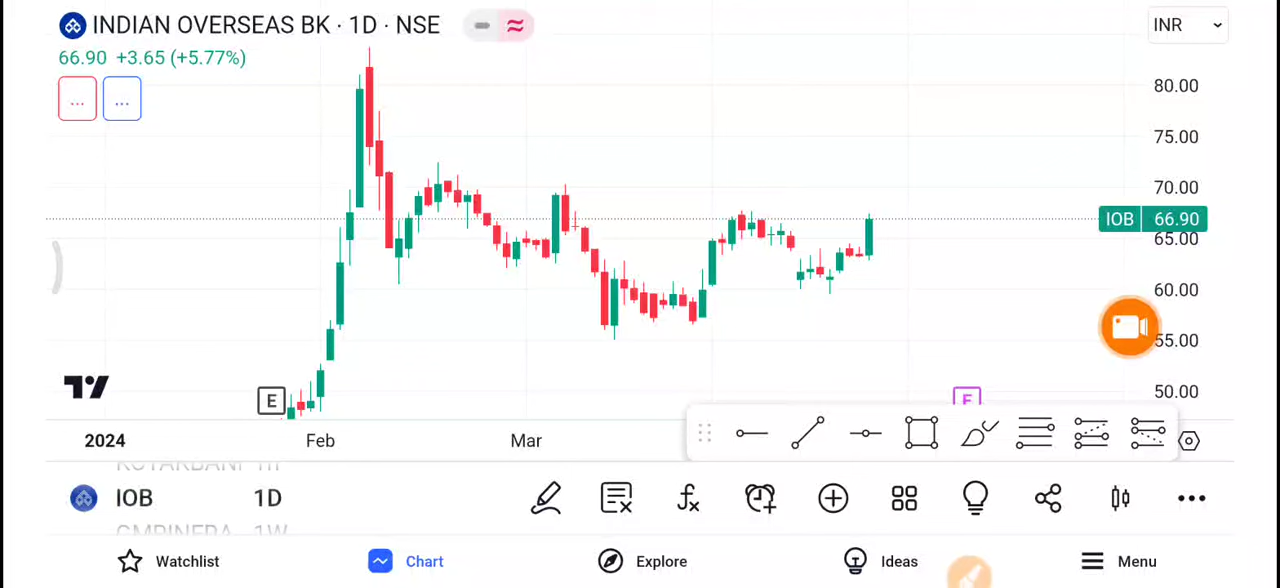 INDIAN OVERSEAS BK · 1D · NSE
INR
66.90 +3.65 (+5.77%)
... ...
80.00
75.00
70.00
IOB 66.90
65.00
60.00
55.00
50.00
E
E
2024 Feb Mar
IOB 1D
Watchlist Chart Explore Ideas Menu